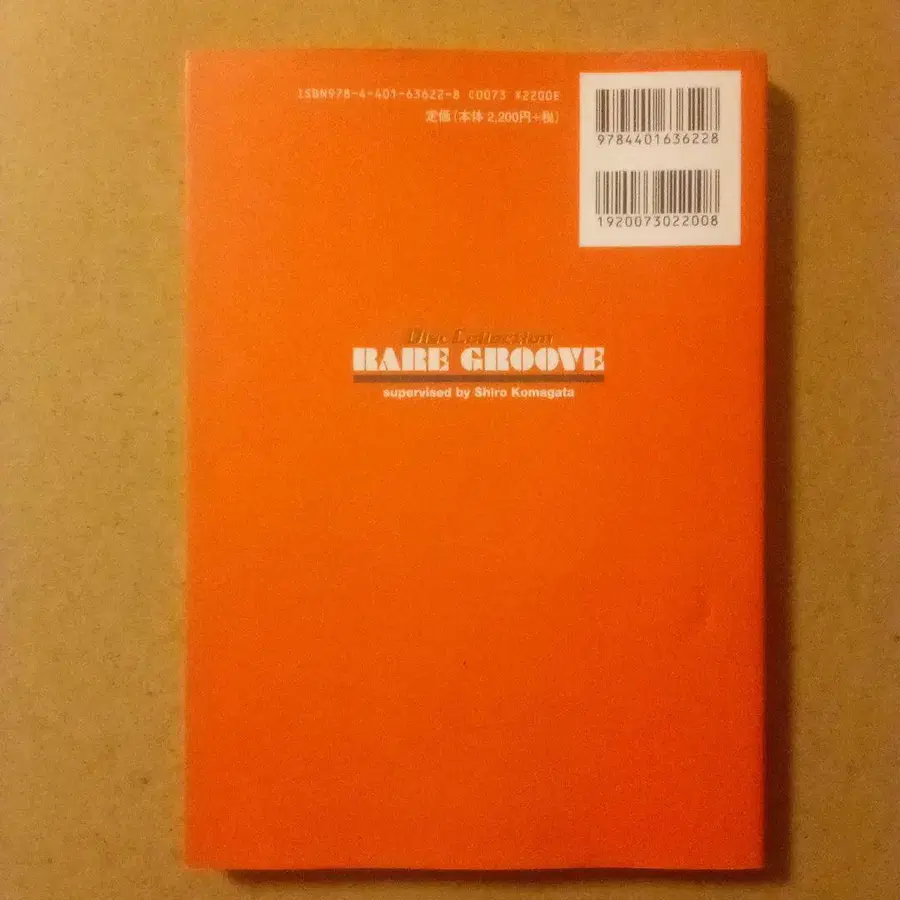 ISBN978-4-401-63622-8 C0073 ¥2200E
定価(本体2,200円+税)
9784401636228
1920073022008
Disc Collection
RARE GROOVE
supervised by Shiro Komagata